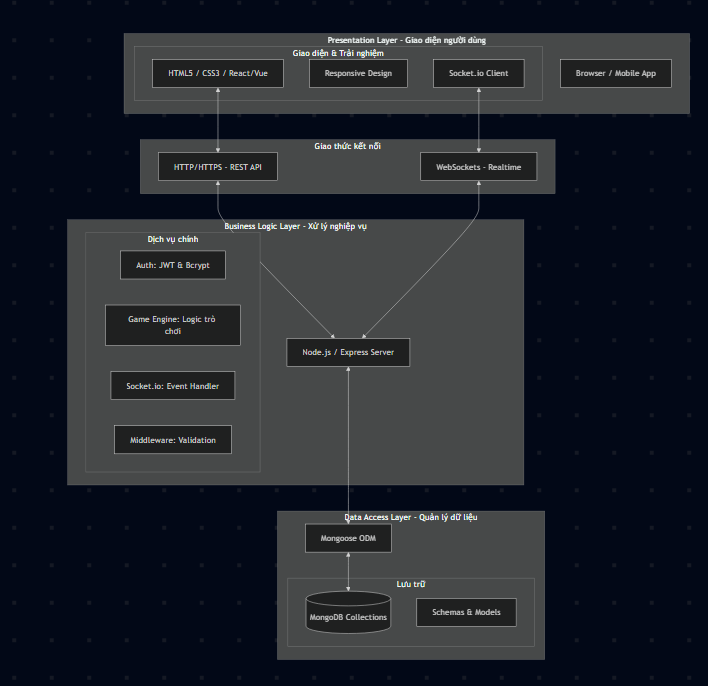 Presentation Layer - Giao diện người dùng
Giao diện & Trải nghiệm
HTML5 / CSS3 / React/Vue
Responsive Design
Socket.io Client
Browser / Mobile App
Giao thức kết nối
HTTP/HTTPS - REST API
WebSockets - Realtime
Business Logic Layer - Xử lý nghiệp vụ
Dịch vụ chính
Auth: JWT & Bcrypt
Game Engine: Logic trò
chơi
Node.js / Express Server
Socket.io: Event Handler
Middleware: Validation
Data Access Layer - Quản lý dữ liệu
Mongoose ODM
Lưu trữ
MongoDB Collections
Schemas & Models